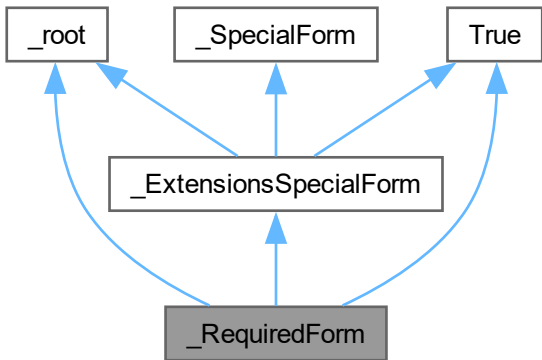 _root
_SpecialForm
True
_ExtensionsSpecialForm
_RequiredForm